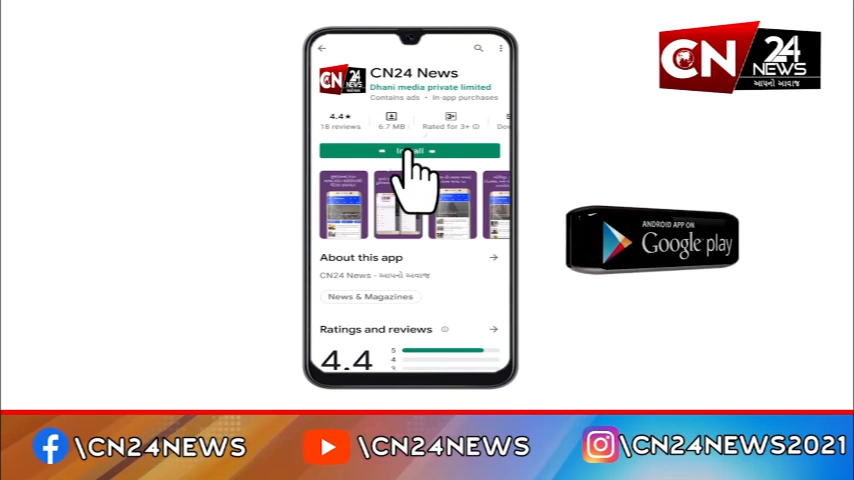 CN24 News
Dhani media private limited
Contains ads • In-app purchases
4.4★
18 reviews
6.7 MB
3+
Rated for 3+
About this app
CN24 News - આપનો અવાજ
News & Magazines
Ratings and reviews
4.4
5
4
3
CN 24
NEWS
આપનો અવાજ
ANDROID APP ON
Google play
\CN24NEWS
\CN24NEWS
\CN24NEWS2021